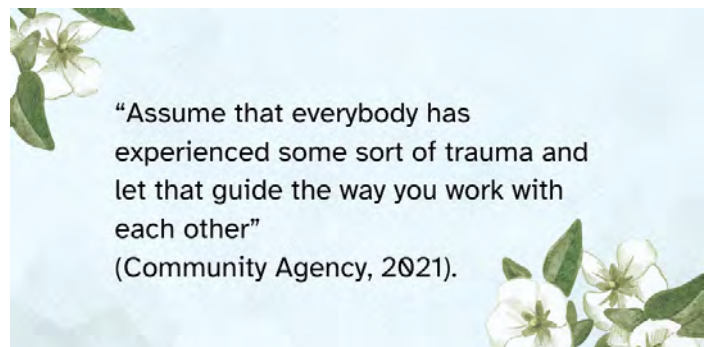 “Assume that everybody has
experienced some sort of trauma and
let that guide the way you work with
each other”
(Community Agency, 2021).